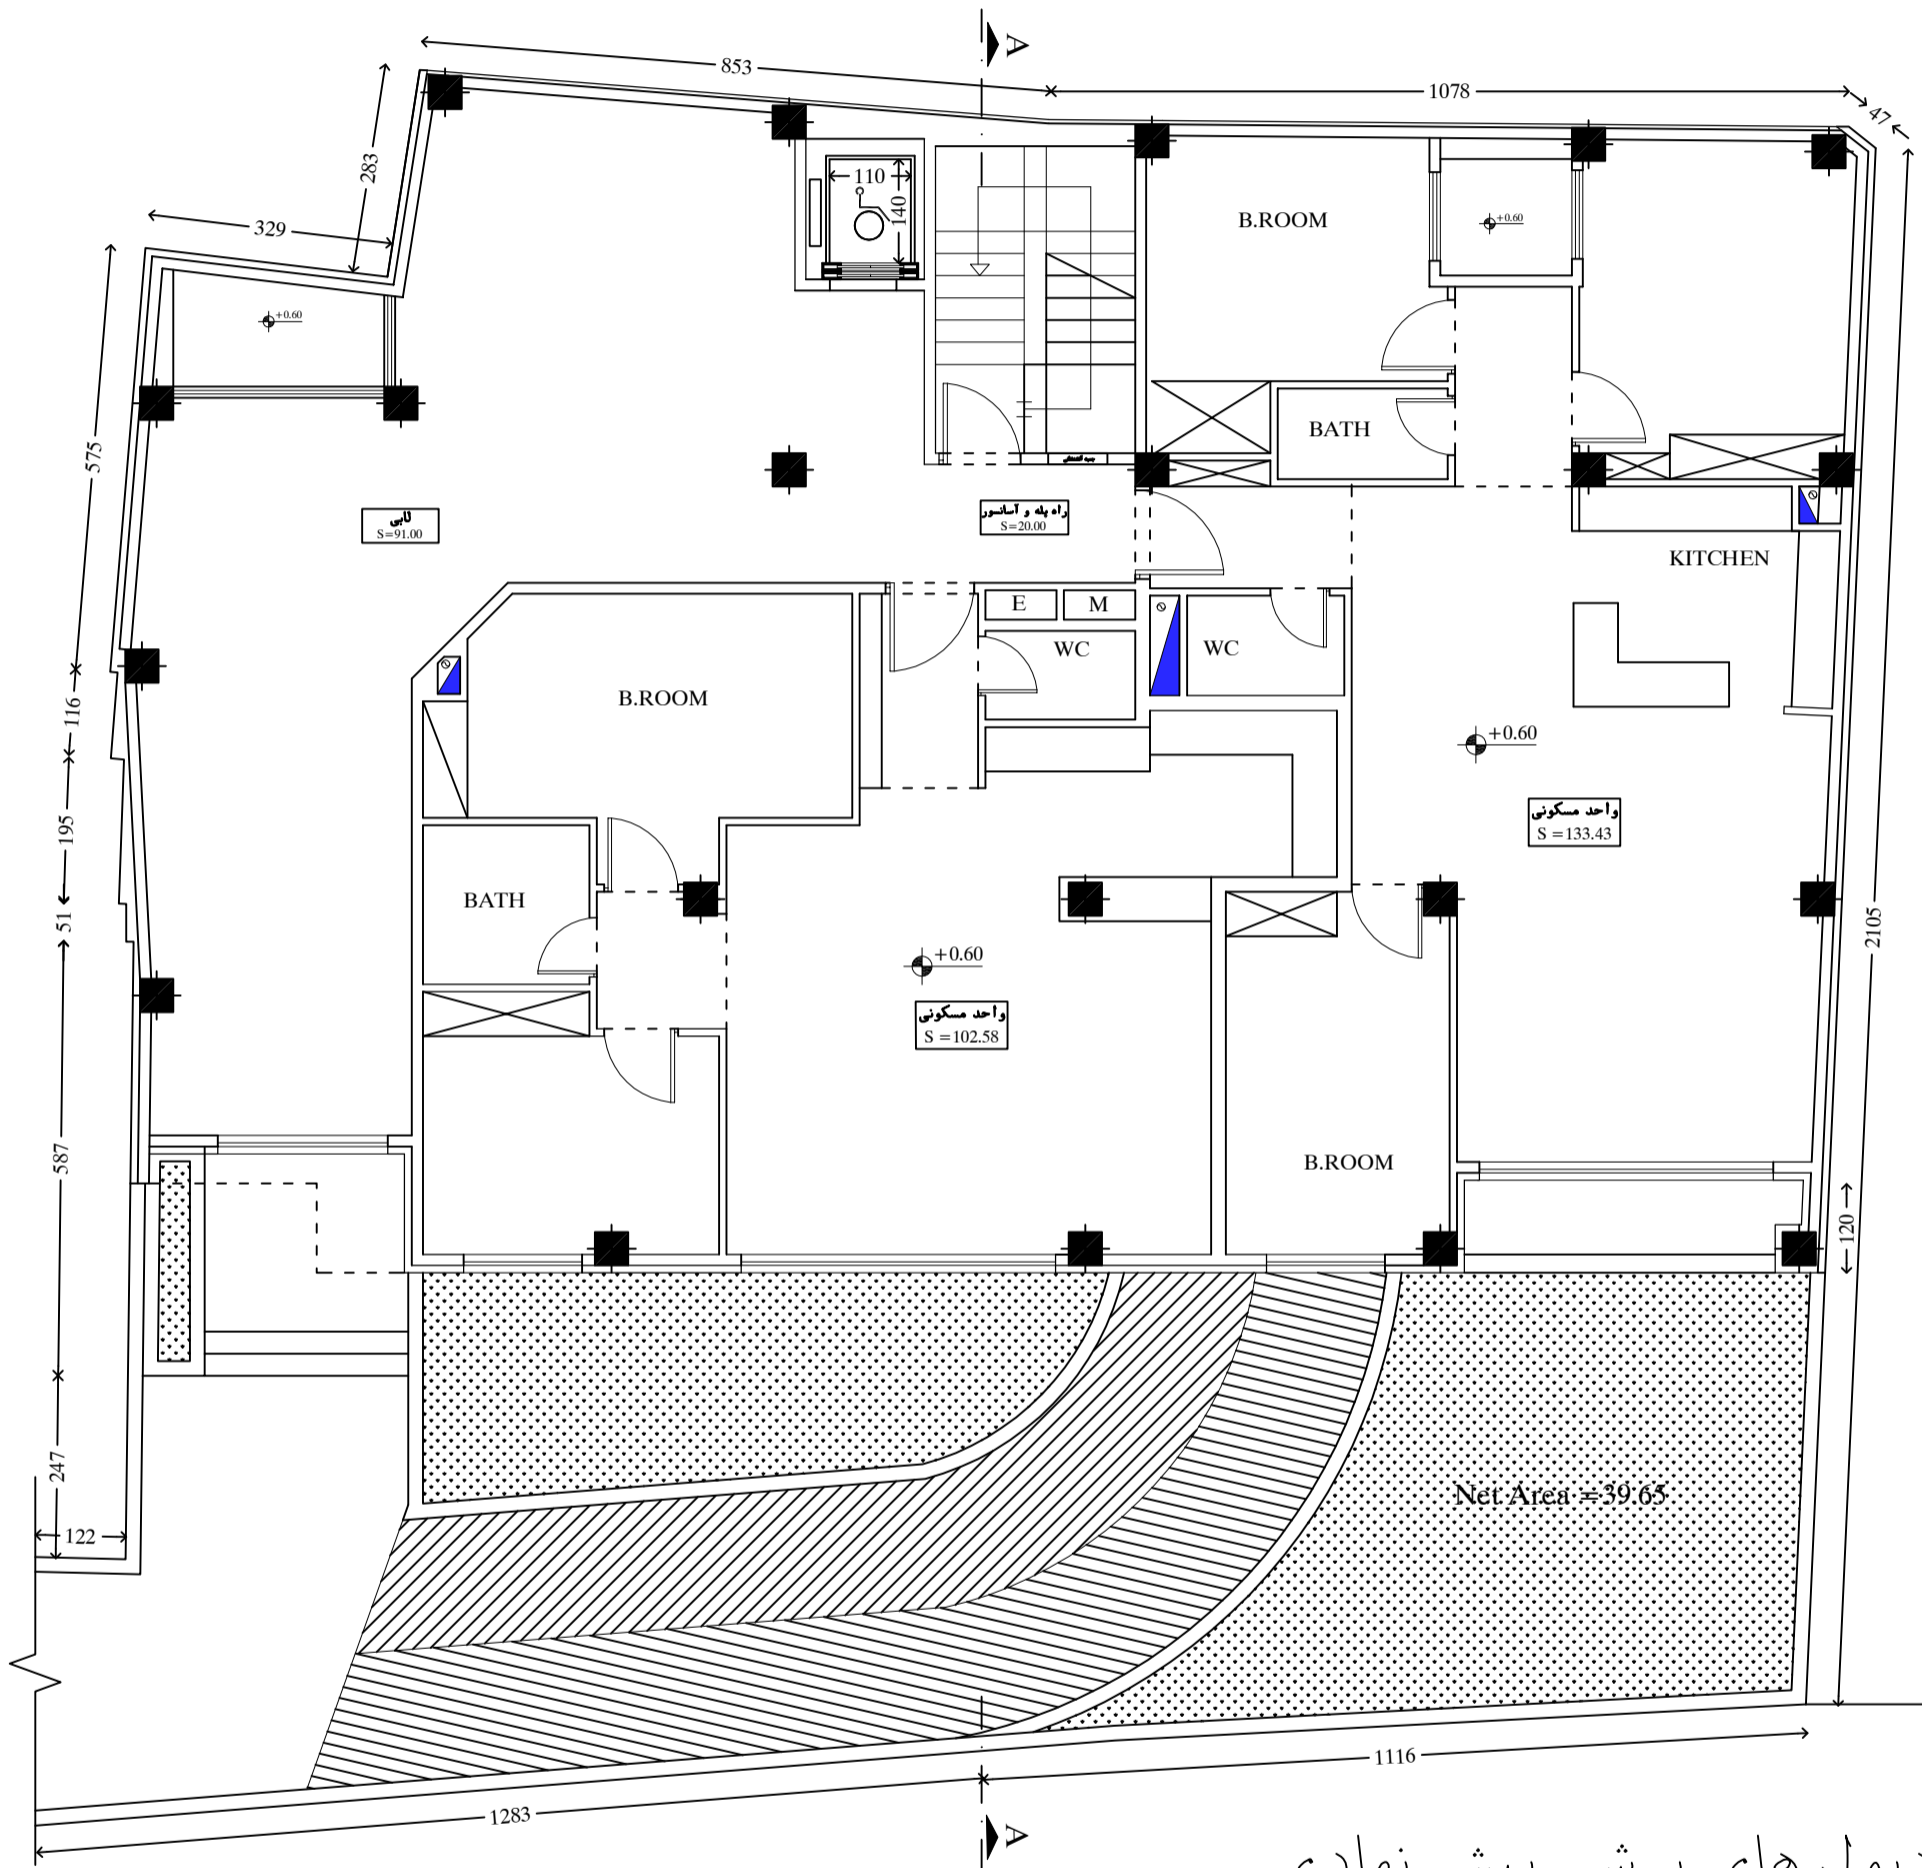 A
853
1078
47
283
110
140
B.ROOM
+0.60
329
+0.60
BATH
575
لابی
S=91.00
راه پله و آسانسور
S=20.00
KITCHEN
E
M
WC
WC
B.ROOM
116
+0.60
195
واحد مسکونی
S =133.43
BATH
51
2105
+0.60
واحد مسکونی
S =102.58
587
B.ROOM
120
247
Net Area =39.65
122
1116
1283
A